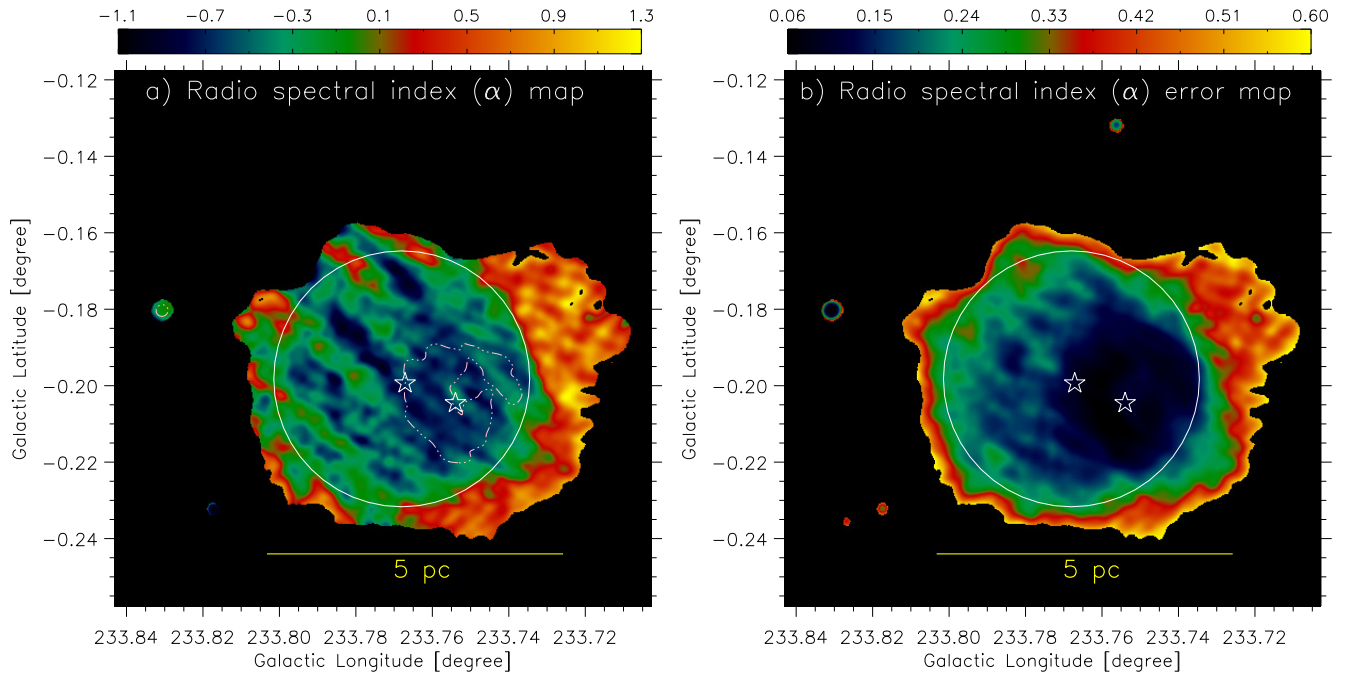 -1.1 -0.7 -0.3 0.1 0.5 0.9 1.3
a) Radio spectral index (α) map
-0.12
-0.14
-0.16
-0.18
-0.20
-0.22
-0.24
Galactic Latitude [degree]
5 pc
233.84 233.82 233.80 233.78 233.76 233.74 233.72
Galactic Longitude [degree]
0.06 0.15 0.24 0.33 0.42 0.51 0.60
b) Radio spectral index (α) error map
-0.12
-0.14
-0.16
-0.18
-0.20
-0.22
-0.24
Galactic Latitude [degree]
5 pc
233.84 233.82 233.80 233.78 233.76 233.74 233.72
Galactic Longitude [degree]